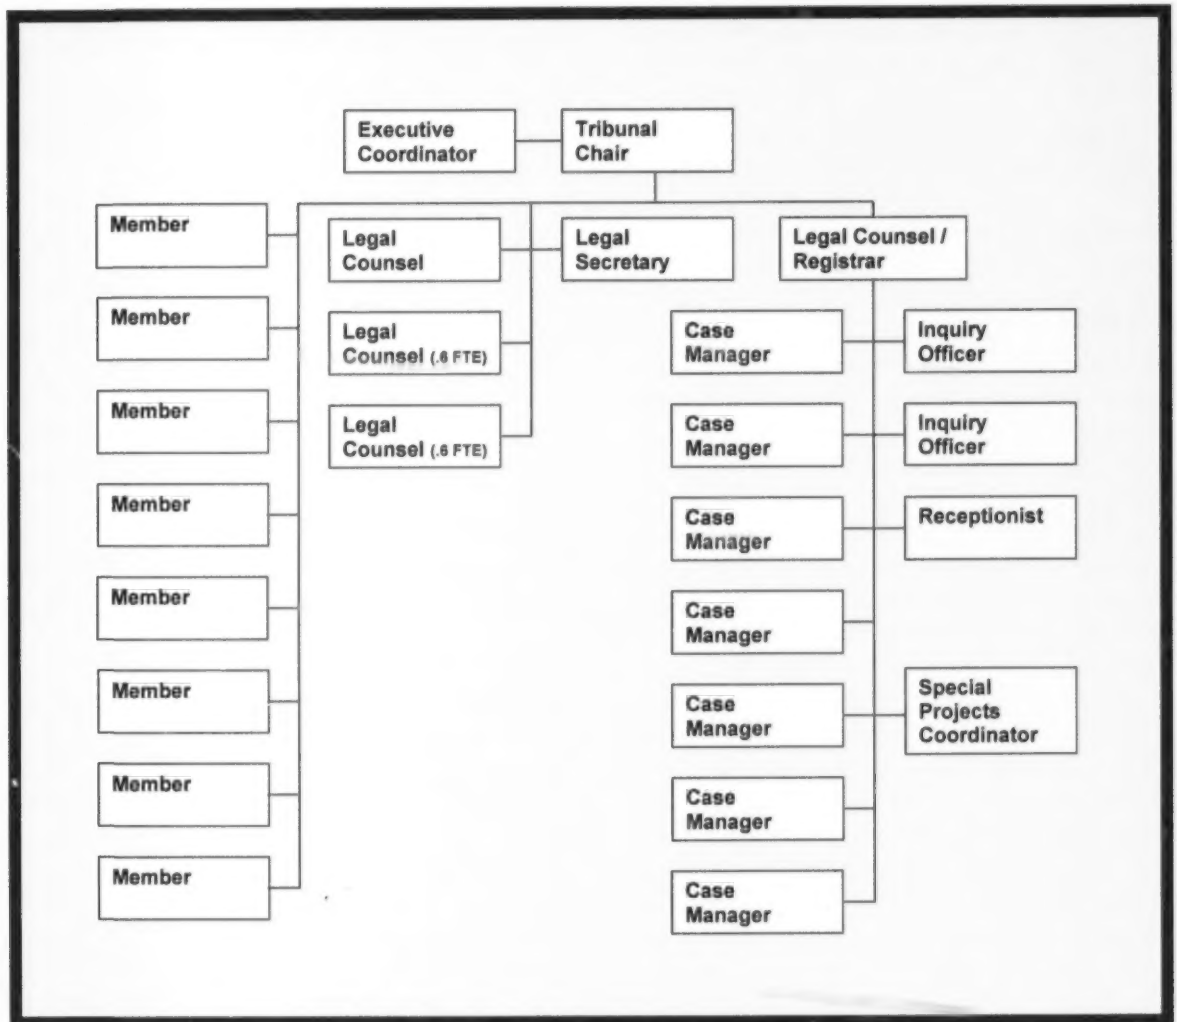 Executive
Coordinator
Tribunal
Chair
Member
Member
Member
Member
Member
Member
Member
Member
Legal
Counsel
Legal
Secretary
Legal
Counsel (.6 FTE)
Legal
Counsel (.6 FTE)
Legal Counsel /
Registrar
Case
Manager
Inquiry
Officer
Case
Manager
Inquiry
Officer
Case
Manager
Receptionist
Case
Manager
Case
Manager
Special
Projects
Coordinator
Case
Manager
Case
Manager